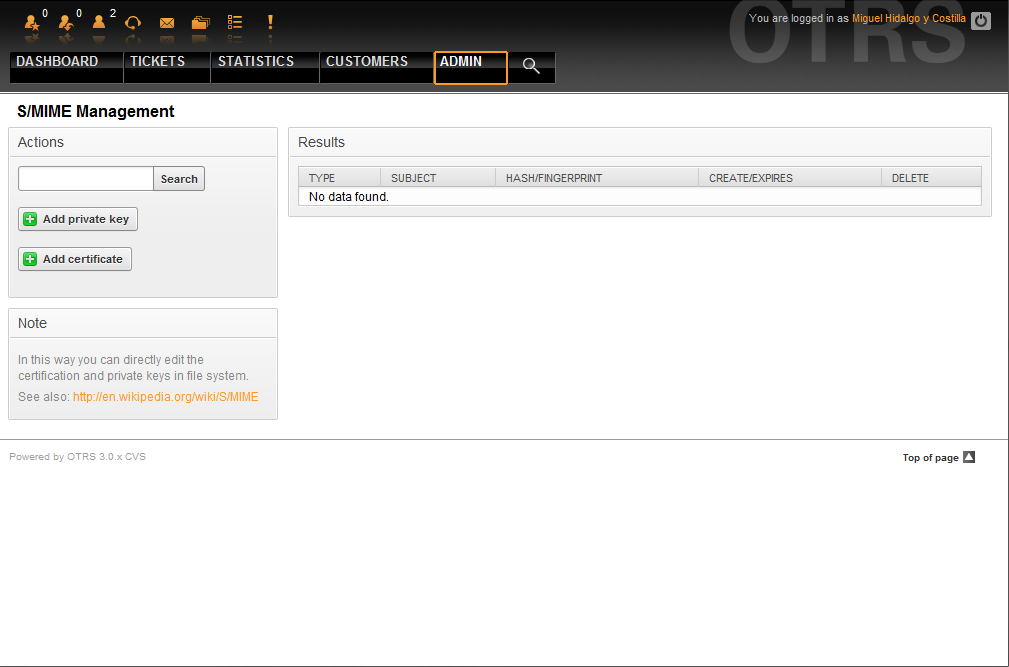 0 0 2
You are logged in as Miguel Hidalgo y Costilla
OTRS
DASHBOARD TICKETS STATISTICS CUSTOMERS ADMIN
S/MIME Management
Actions
Search
Add private key
Add certificate
Note
In this way you can directly edit the
certification and private keys in file system.
See also: http://en.wikipedia.org/wiki/S/MIME
Results
TYPE SUBJECT HASH/FINGERPRINT CREATE/EXPIRES DELETE
No data found.
Powered by OTRS 3.0.x CVS
Top of page